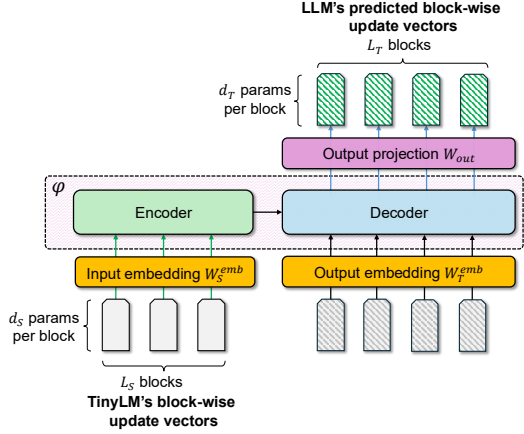 LLM's predicted block-wise
update vectors
L_T blocks
d_T params
per block
Output projection W_out
φ
Encoder
Decoder
Input embedding W_S^emb
Output embedding W_T^emb
d_S params
per block
L_S blocks
TinyLM's block-wise
update vectors